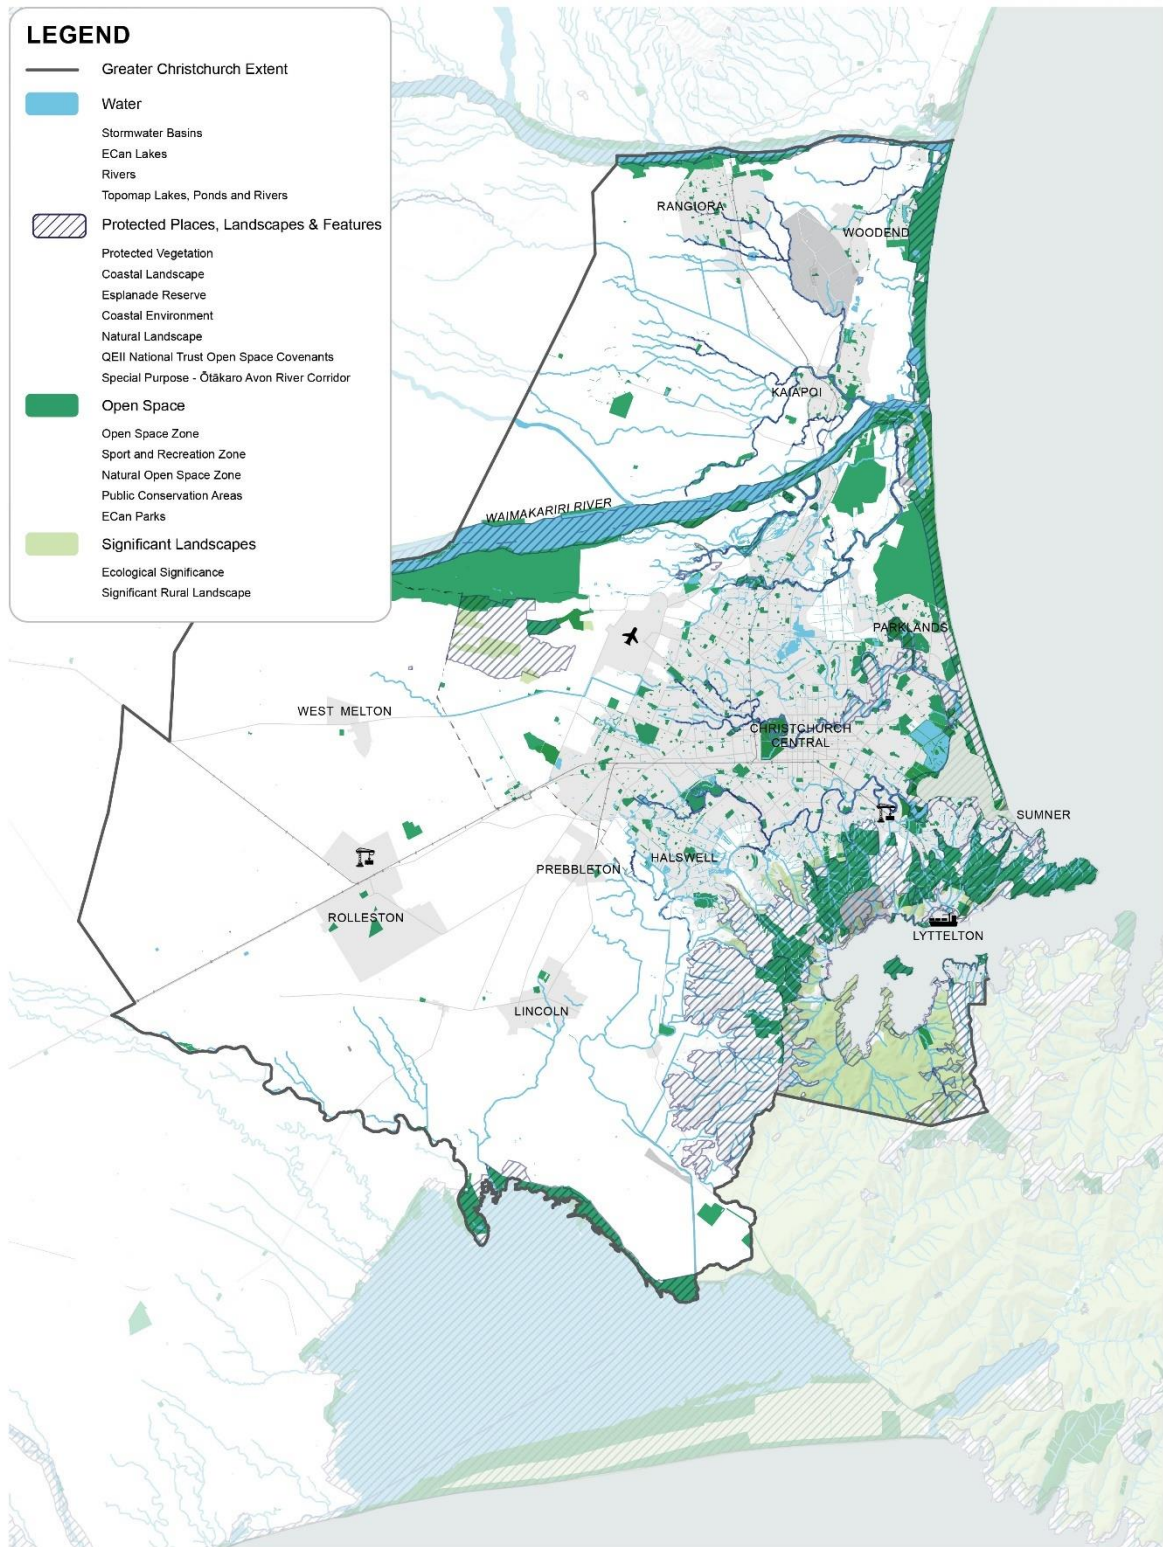 LEGEND
Greater Christchurch Extent
Water
Stormwater Basins
ECan Lakes
Rivers
Topomap Lakes, Ponds and Rivers
Protected Places, Landscapes & Features
Protected Vegetation
Coastal Landscape
Esplanade Reserve
Coastal Environment
Natural Landscape
QEII National Trust Open Space Covenants
Special Purpose - Ōtākaro Avon River Corridor
Open Space
Open Space Zone
Sport and Recreation Zone
Natural Open Space Zone
Public Conservation Areas
ECan Parks
Significant Landscapes
Ecological Significance
Significant Rural Landscape
RANGIORA
WOODEND
KAIAPOI
WAIMAKARIRI RIVER
PARKLANDS
WEST MELTON
CHRISTCHURCH
CENTRAL
SUMNER
PREBBLETON
HALSWELL
ROLLESTON
LYTTELTON
LINCOLN